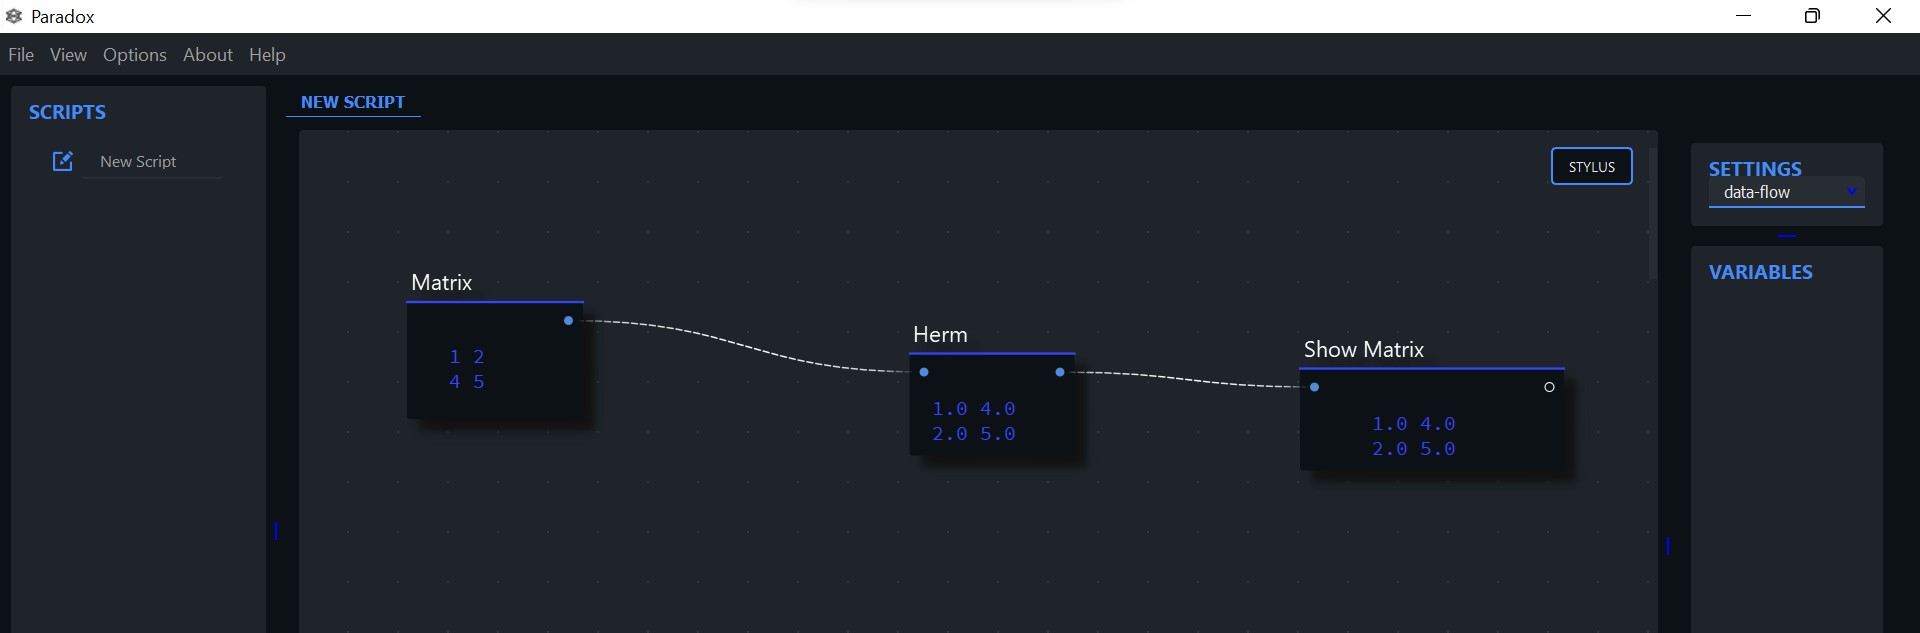 Paradox
File View Options About Help
SCRIPTS
New Script
NEW SCRIPT
STYLUS
Matrix
1 2
4 5
Herm
1.0 4.0
2.0 5.0
Show Matrix
1.0 4.0
2.0 5.0
SETTINGS
data-flow
VARIABLES